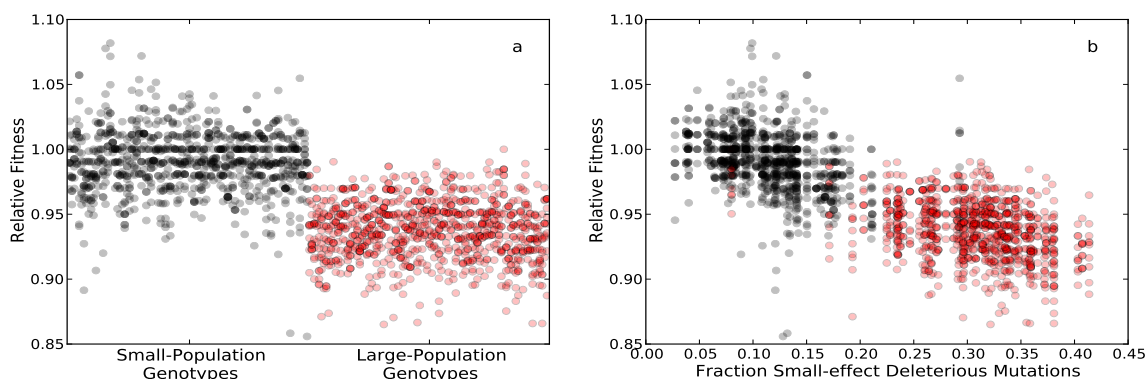 a
Relative Fitness
1.10
1.05
1.00
0.95
0.90
0.85
Small-Population
Genotypes
Large-Population
Genotypes
b
Relative Fitness
1.10
1.05
1.00
0.95
0.90
0.85
0.00 0.05 0.10 0.15 0.20 0.25 0.30 0.35 0.40 0.45
Fraction Small-effect Deleterious Mutations